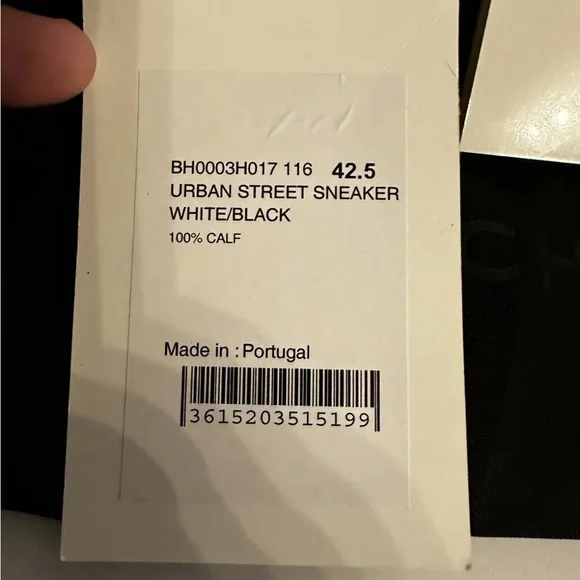 BH0003H017 116 42.5
URBAN STREET SNEAKER
WHITE/BLACK
100% CALF
Made in : Portugal
3615203515199